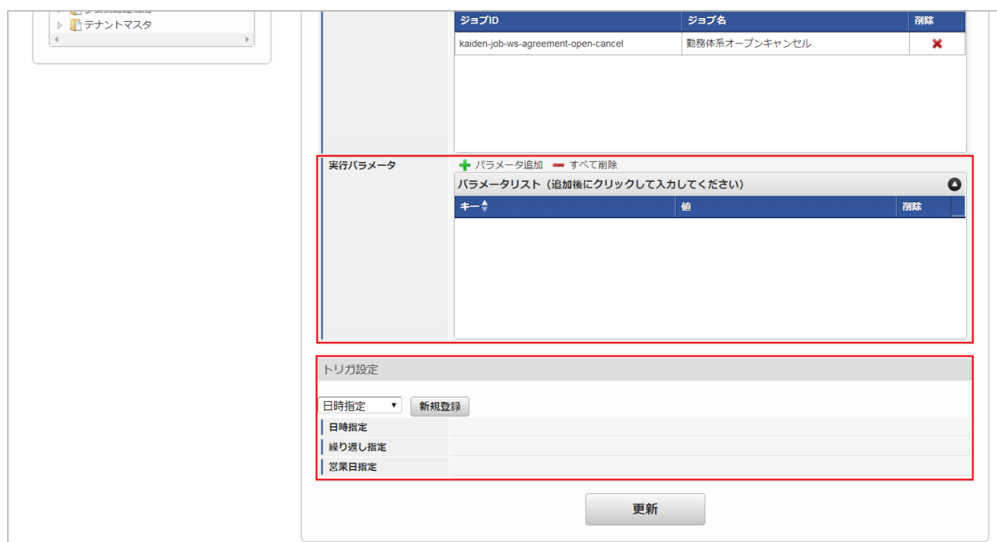 テナントマスタ
ジョブID ジョブ名 削除
kaiden-job-ws-agreement-open-cancel 勤務体系オープンキャンセル
実行パラメータ パラメータ追加 すべて削除
パラメータリスト（追加後にクリックして入力してください）
キー 値 削除
トリガ設定
日時指定 新規登録
日時指定
繰り返し指定
営業日指定
更新